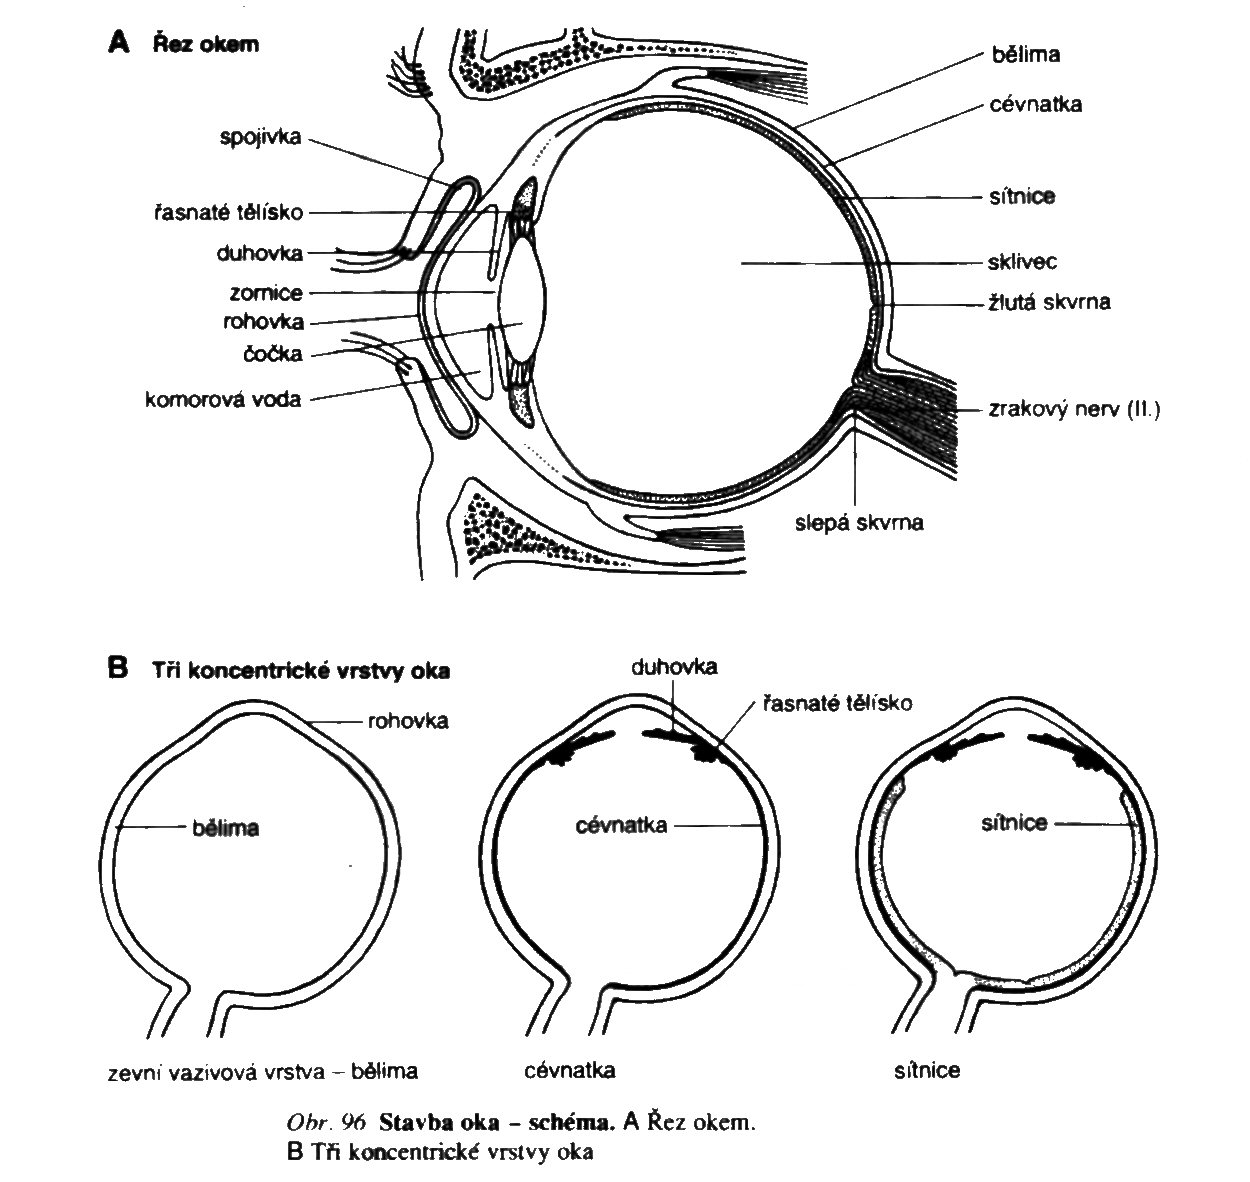 A Řez okem
spojivka
řasnaté tělísko
duhovka
zornice
rohovka
čočka
komorová voda
bělima
cévnatka
sítnice
sklivec
žlutá skvrna
zrakový nerv (II.)
slepá skvrna
B Tři koncentrické vrstvy oka
rohovka
bělima
duhovka
řasnaté tělísko
cévnatka
sítnice
zevní vazivová vrstva – bělima
cévnatka
sítnice
Obr. 96 Stavba oka – schéma. A Řez okem.
B Tři koncentrické vrstvy oka